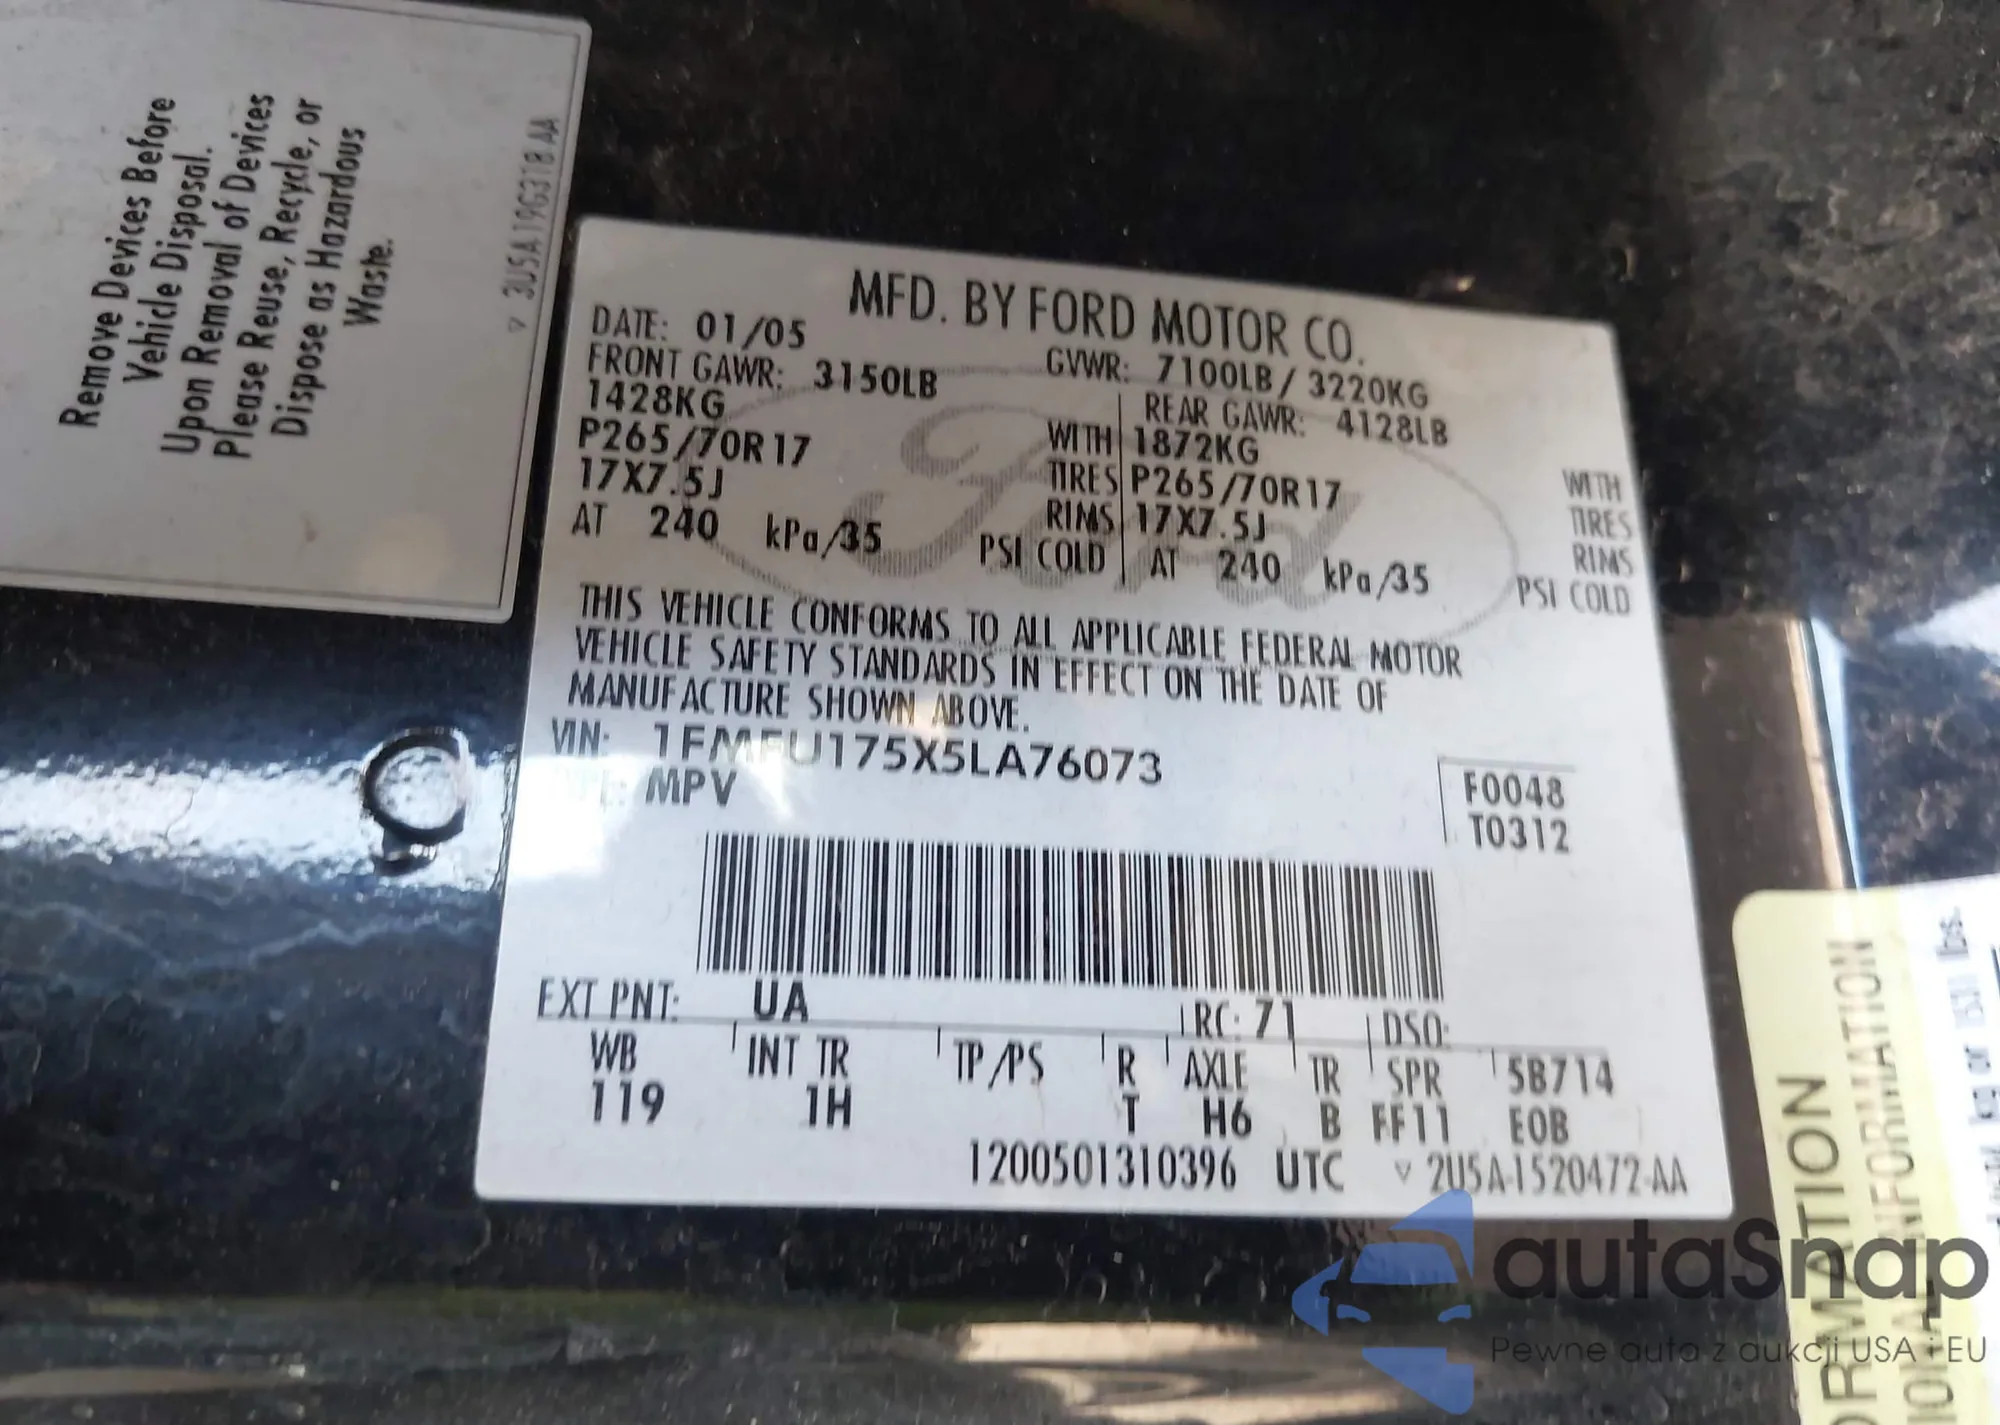 Remove Devices Before
Vehicle Disposal.
Upon Removal of Devices
Please Reuse, Recycle, or
Dispose as Hazardous
Waste.
3U5A19G318AA
MFD. BY FORD MOTOR CO.
DATE: 01/05
GVWR: 7100LB / 3220KG
FRONT GAWR: 3150LB
REAR GAWR: 4128LB
1428KG WITH
1872KG WITH
P265/70R17 TIRES
P265/70R17 TIRES
17X7.5J RIMS
17X7.5J RIMS
AT 240 kPa/35 PSI COLD
AT 240 kPa/35 PSI COLD
THIS VEHICLE CONFORMS TO ALL APPLICABLE FEDERAL MOTOR
VEHICLE SAFETY STANDARDS IN EFFECT ON THE DATE OF
MANUFACTURE SHOWN ABOVE.
VIN: 1FMFU175X5LA76073
MPV
F0048
T0312
EXT PNT: UA RC: 71 DSO:
WB INT TR TP/PS R AXLE TR SPR 5B714
119 1H T H6 B FF11 E0B
1200501310396 UTC 2U5A-1520472-AA
Ford
autaSnap
Pewne auta z aukcji USA i EU
kg or 1531 lbs.